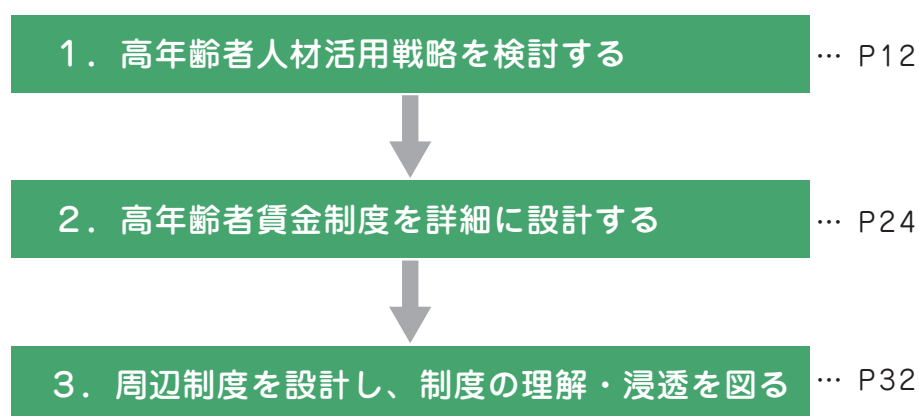 １．高年齢者人材活用戦略を検討する … P12
２．高年齢者賃金制度を詳細に設計する … P24
３．周辺制度を設計し、制度の理解・浸透を図る … P32